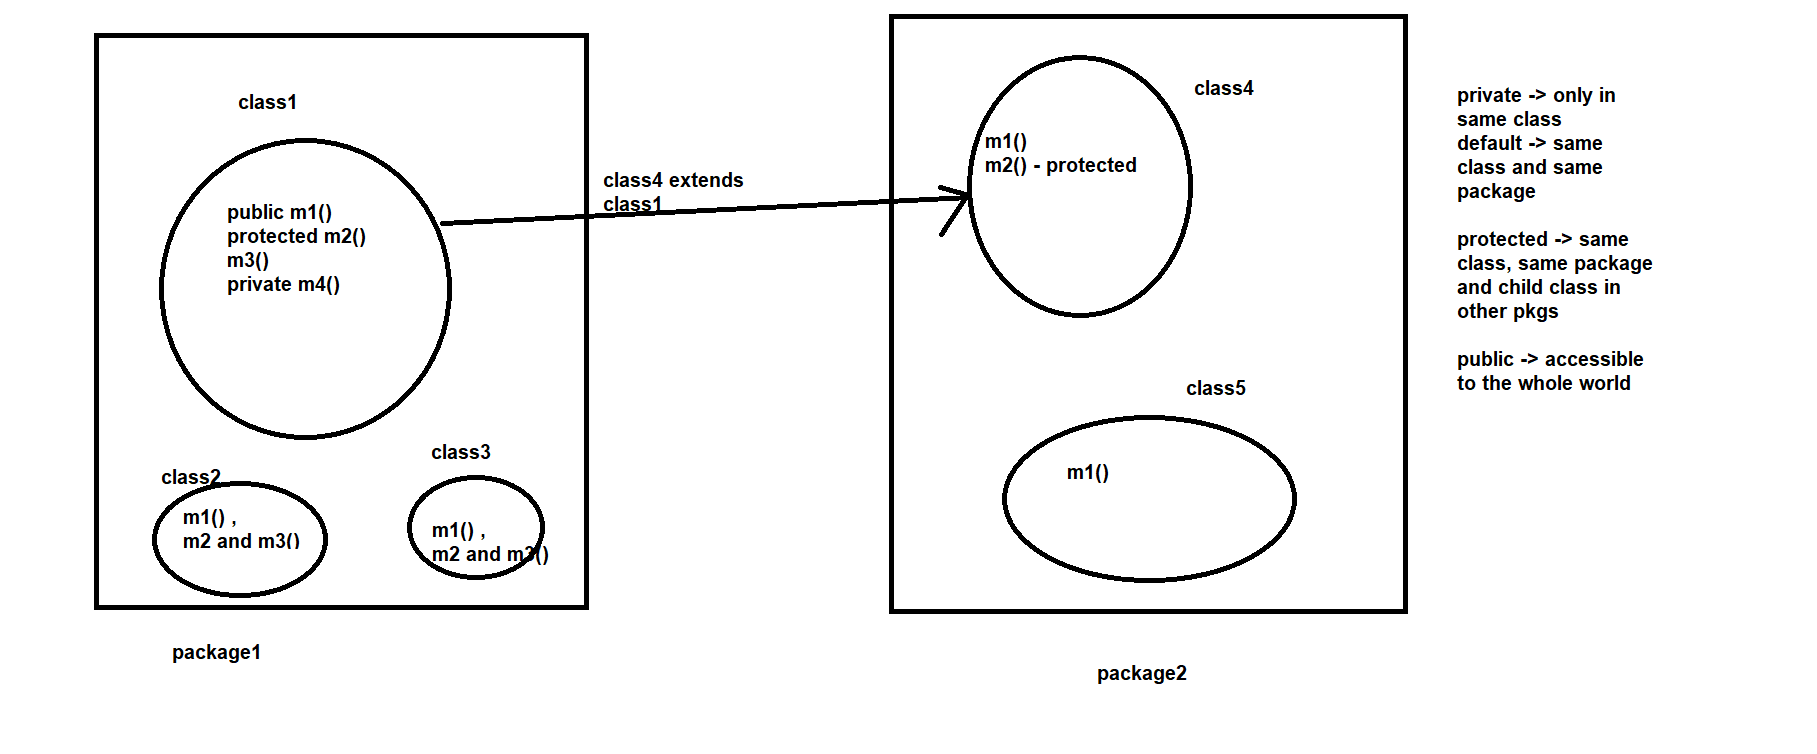 class1
public m1()
protected m2()
m3()
private m4()
class2
m1() ,
m2 and m3()
class3
m1() ,
m2 and m3()
package1
class4 extends
class1
class4
m1()
m2() - protected
class5
m1()
package2
private -> only in
same class
default -> same
class and same
package
protected -> same
class, same package
and child class in
other pkgs
public -> accessible
to the whole world